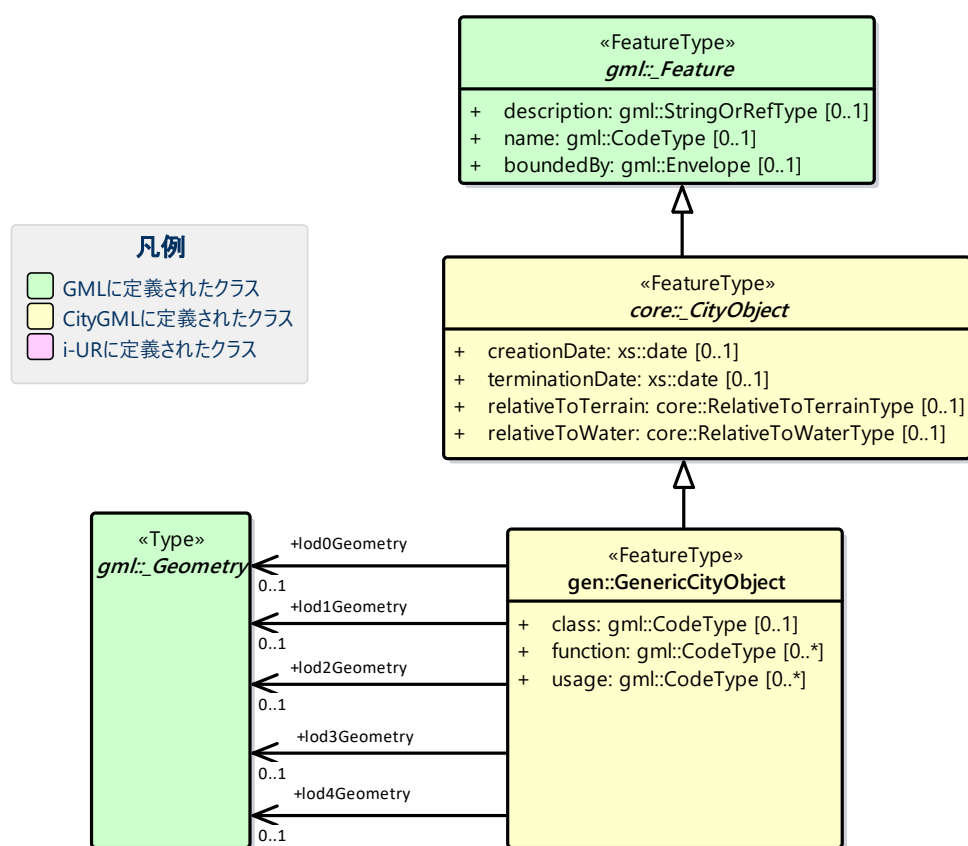 «FeatureType»
gml::_Feature
+ description: gml::StringOrRefType [0..1]
+ name: gml::CodeType [0..1]
+ boundedBy: gml::Envelope [0..1]
凡例
GMLに定義されたクラス
CityGMLに定義されたクラス
i-URに定義されたクラス
«FeatureType»
core::_CityObject
+ creationDate: xs::date [0..1]
+ terminationDate: xs::date [0..1]
+ relativeToTerrain: core::RelativeToTerrainType [0..1]
+ relativeToWater: core::RelativeToWaterType [0..1]
«Type»
gml::_Geometry
+lod0Geometry
0..1
+lod1Geometry
0..1
+lod2Geometry
0..1
+lod3Geometry
0..1
+lod4Geometry
0..1
«FeatureType»
gen::GenericCityObject
+ class: gml::CodeType [0..1]
+ function: gml::CodeType [0..*]
+ usage: gml::CodeType [0..*]